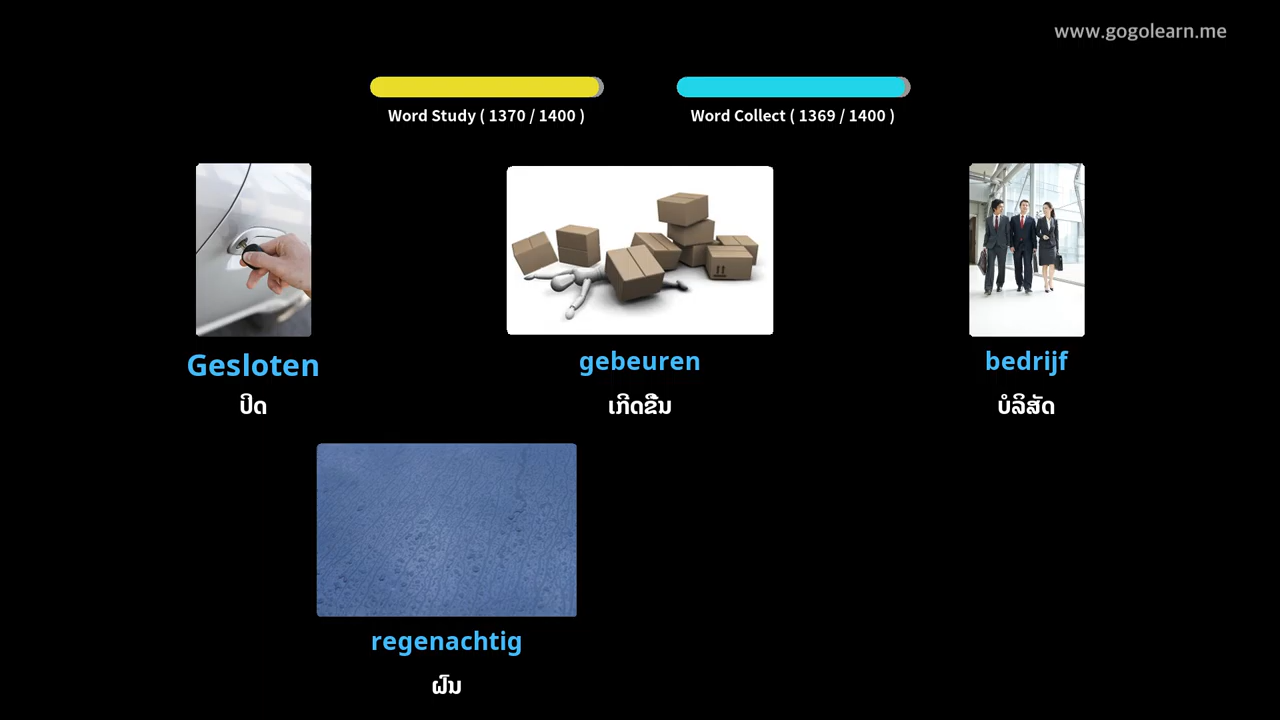 www.gogolearn.me
Word Study ( 1370 / 1400 )
Word Collect ( 1369 / 1400 )
Gesloten
ປິດ
gebeuren
ເກີດຂຶ້ນ
bedrijf
ບໍລິສັດ
regenachtig
ຝົນ